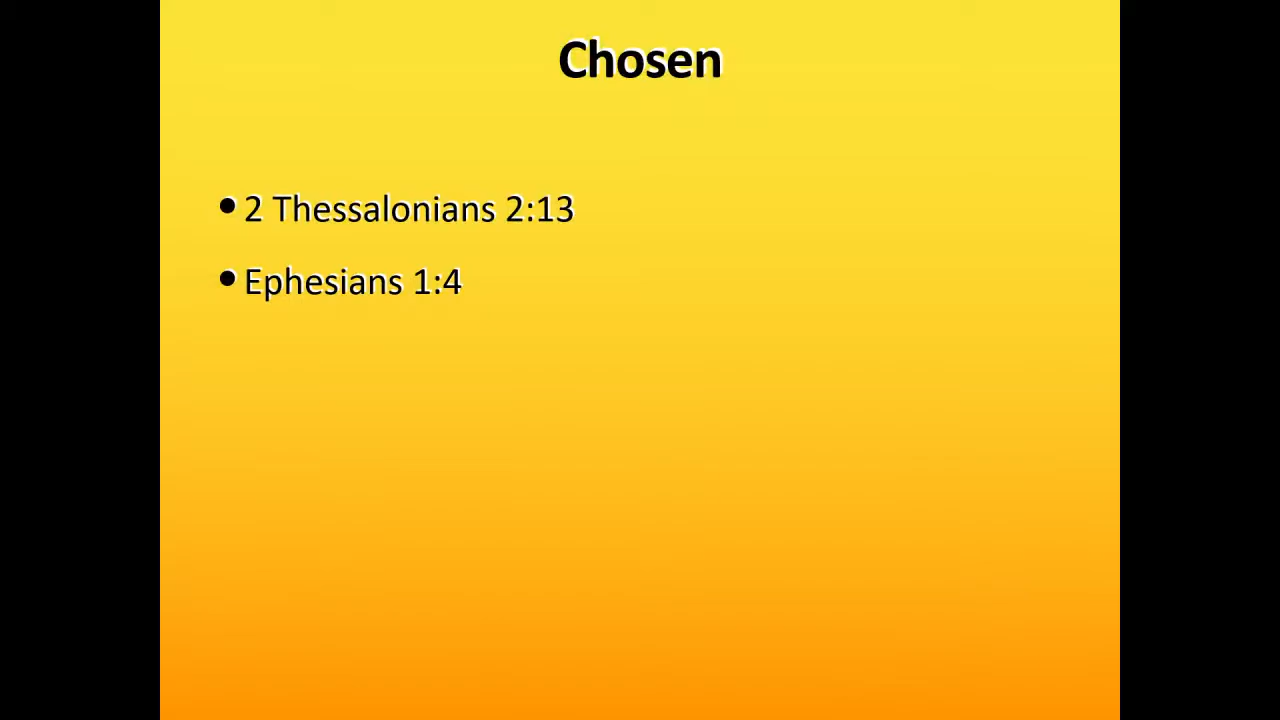 Chosen
• 2 Thessalonians 2:13
• Ephesians 1:4